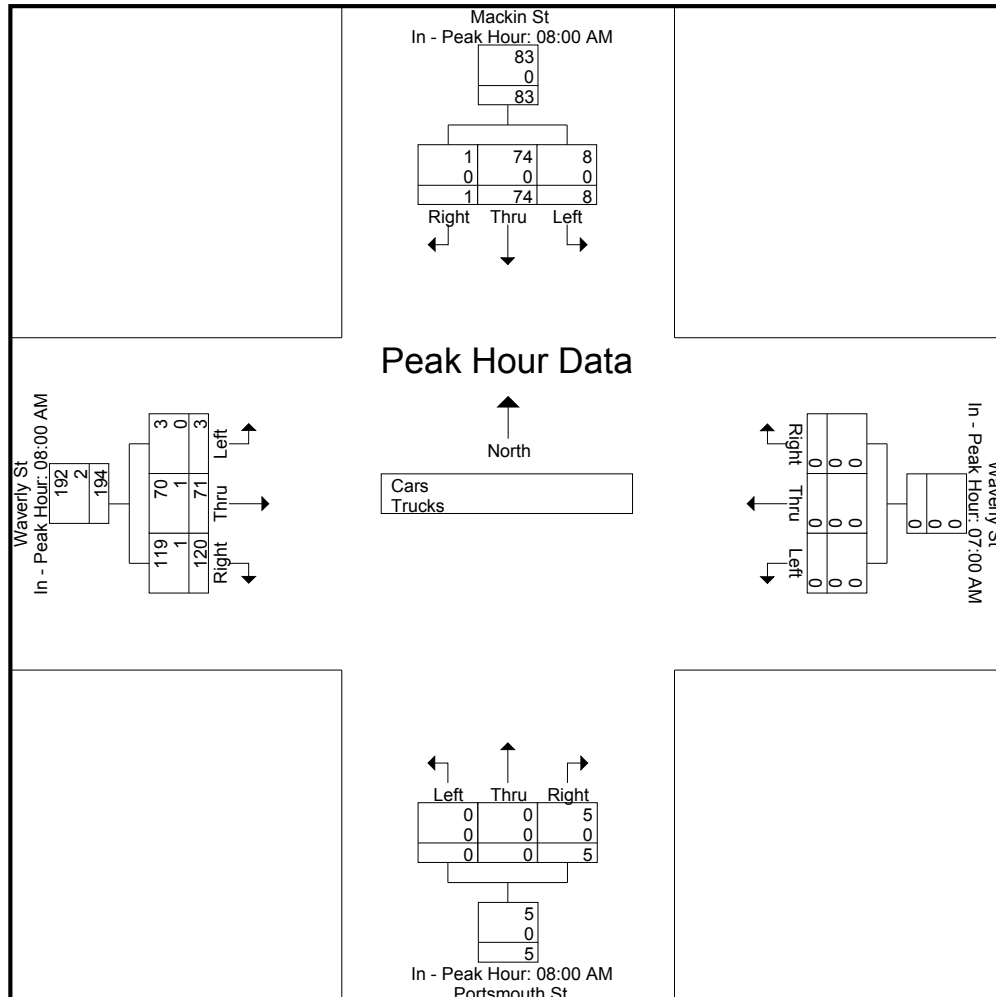 Mackin St
In - Peak Hour: 08:00 AM
83
0
83
1 74 8
0 0 0
1 74 8
Right Thru Left
Peak Hour Data
North
Cars
Trucks
Waverly St
In - Peak Hour: 08:00 AM
192
2
194
3 0 3
Left
70 1 71
Thru
119 1 120
Right
Right
0 0 0
Thru
0 0 0
Left
0 0 0
0 0 0
In - Peak Hour: 07:00 AM
Waverly St
Left Thru Right
0 0 5
0 0 0
0 0 5
5
0
5
In - Peak Hour: 08:00 AM
Portsmouth St